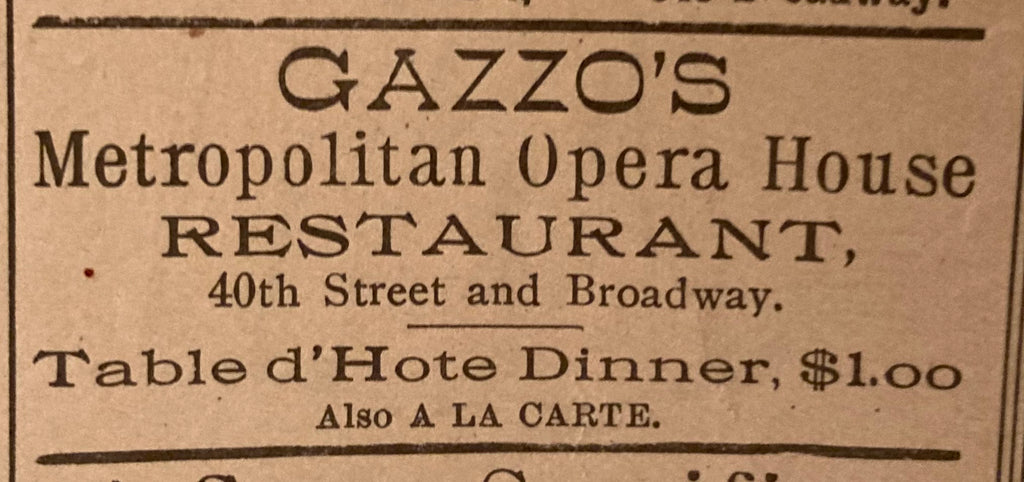 GAZZO'S
Metropolitan Opera House
RESTAURANT,
40th Street and Broadway.
Table d'Hote Dinner, $1.00
Also A LA CARTE.